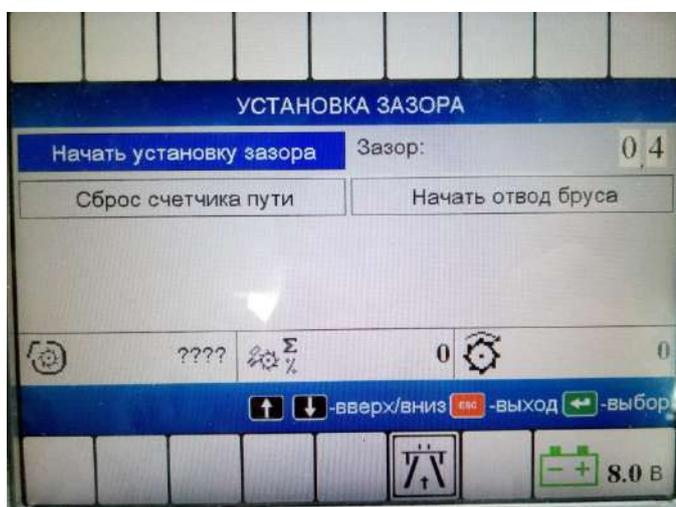 УСТАНОВКА ЗАЗОРА
Начать установку зазора Зазор: 0,4
Сброс счетчика пути Начать отвод бруса
???? Σ % 0 0
-вверх/вниз ESC -выход -выбор
- + 8.0 В